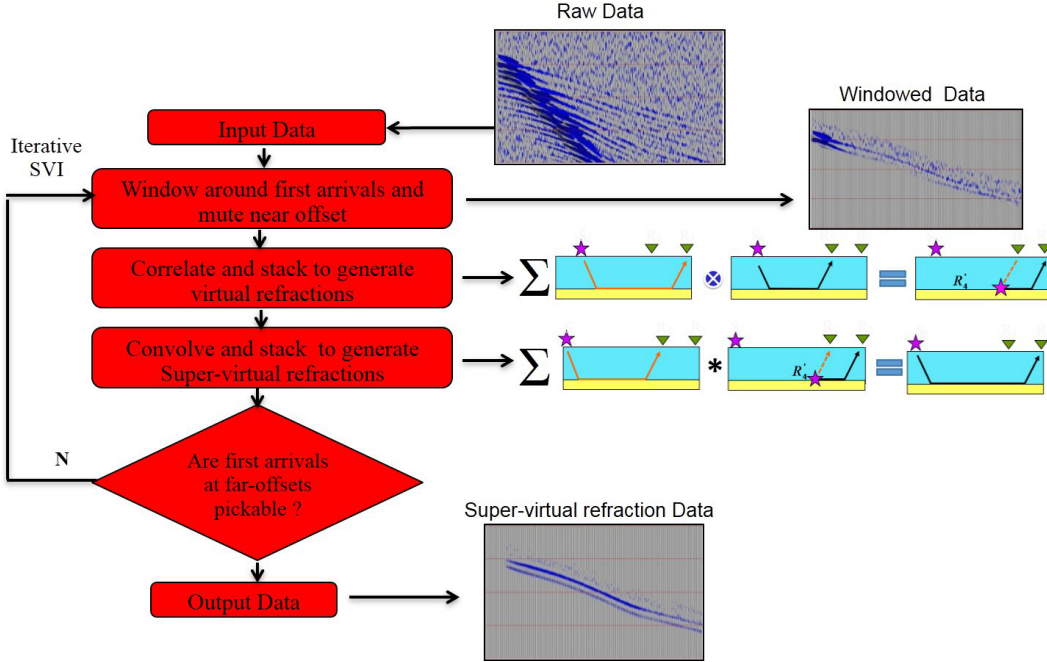 Raw Data
Windowed Data
Input Data
Iterative
SVI
Window around first arrivals and
mute near offset
Correlate and stack to generate
virtual refractions
∑
⊗
=
R'4
Convolve and stack to generate
Super-virtual refractions
∑
*
R'4
=
N
Are first arrivals
at far-offsets
pickable ?
Super-virtual refraction Data
Output Data